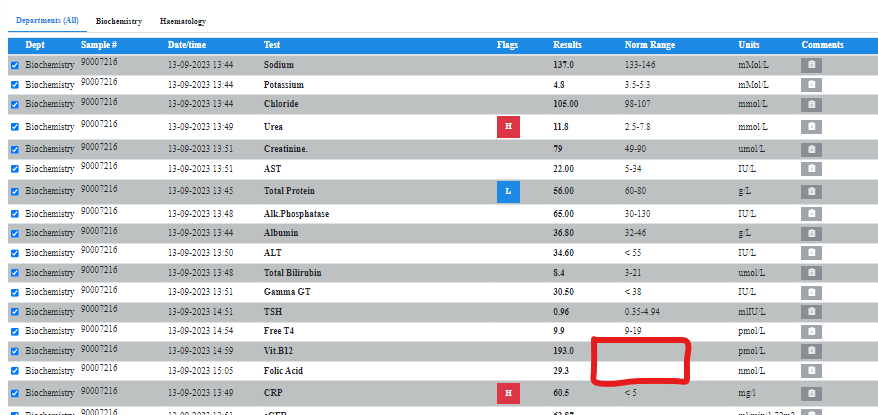 Departments (All) Biochemistry Haematology
Dept Sample # Date/time Test Flags Results Norm Range Units Comments
Biochemistry 90007216 13-09-2023 13:44 Sodium 137.0 133-146 mMol/L
Biochemistry 90007216 13-09-2023 13:44 Potassium 4.8 3.5-5.3 mMol/L
Biochemistry 90007216 13-09-2023 13:44 Chloride 105.00 98-107 mmol/L
Biochemistry 90007216 13-09-2023 13:49 Urea H 11.8 2.5-7.8 mmol/L
Biochemistry 90007216 13-09-2023 13:51 Creatinine. 79 49-90 umol/L
Biochemistry 90007216 13-09-2023 13:51 AST 22.00 5-34 IU/L
Biochemistry 90007216 13-09-2023 13:45 Total Protein L 56.00 60-80 g/L
Biochemistry 90007216 13-09-2023 13:48 Alk.Phosphatase 65.00 30-130 IU/L
Biochemistry 90007216 13-09-2023 13:44 Albumin 36.80 32-46 g/L
Biochemistry 90007216 13-09-2023 13:50 ALT 34.60 < 55 IU/L
Biochemistry 90007216 13-09-2023 13:48 Total Bilirubin 8.4 3-21 umol/L
Biochemistry 90007216 13-09-2023 13:51 Gamma GT 30.50 < 38 IU/L
Biochemistry 90007216 13-09-2023 14:51 TSH 0.96 0.35-4.94 mIU/L
Biochemistry 90007216 13-09-2023 14:54 Free T4 9.9 9-19 pmol/L
Biochemistry 90007216 13-09-2023 14:59 Vit.B12 193.0 pmol/L
Biochemistry 90007216 13-09-2023 15:05 Folic Acid 29.3 nmol/L
Biochemistry 90007216 13-09-2023 13:49 CRP H 60.5 < 5 mg/l
Biochemistry 90007216 13-09-2023 13:51 eGFR